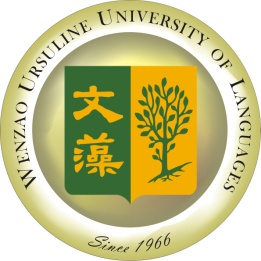 WENZAO URSULINE UNIVERSITY OF LANGUAGES
文
藻
Since 1966